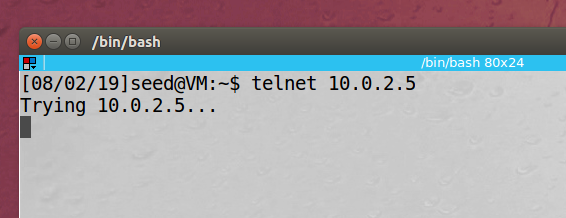 /bin/bash
/bin/bash 80x24
[08/02/19]seed@VM:~$ telnet 10.0.2.5
Trying 10.0.2.5...